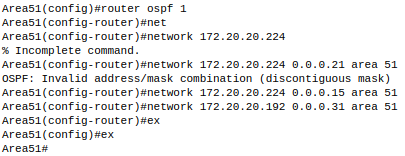 Area51(config)#router ospf 1
Area51(config-router)#net
Area51(config-router)#network 172.20.20.224
% Incomplete command.
Area51(config-router)#network 172.20.20.224 0.0.0.21 area 51
OSPF: Invalid address/mask combination (discontiguous mask)
Area51(config-router)#network 172.20.20.224 0.0.0.15 area 51
Area51(config-router)#network 172.20.20.192 0.0.0.31 area 51
Area51(config-router)#ex
Area51(config)#ex
Area51#